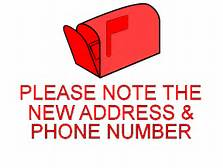 PLEASE NOTE THE
NEW ADDRESS &
PHONE NUMBER